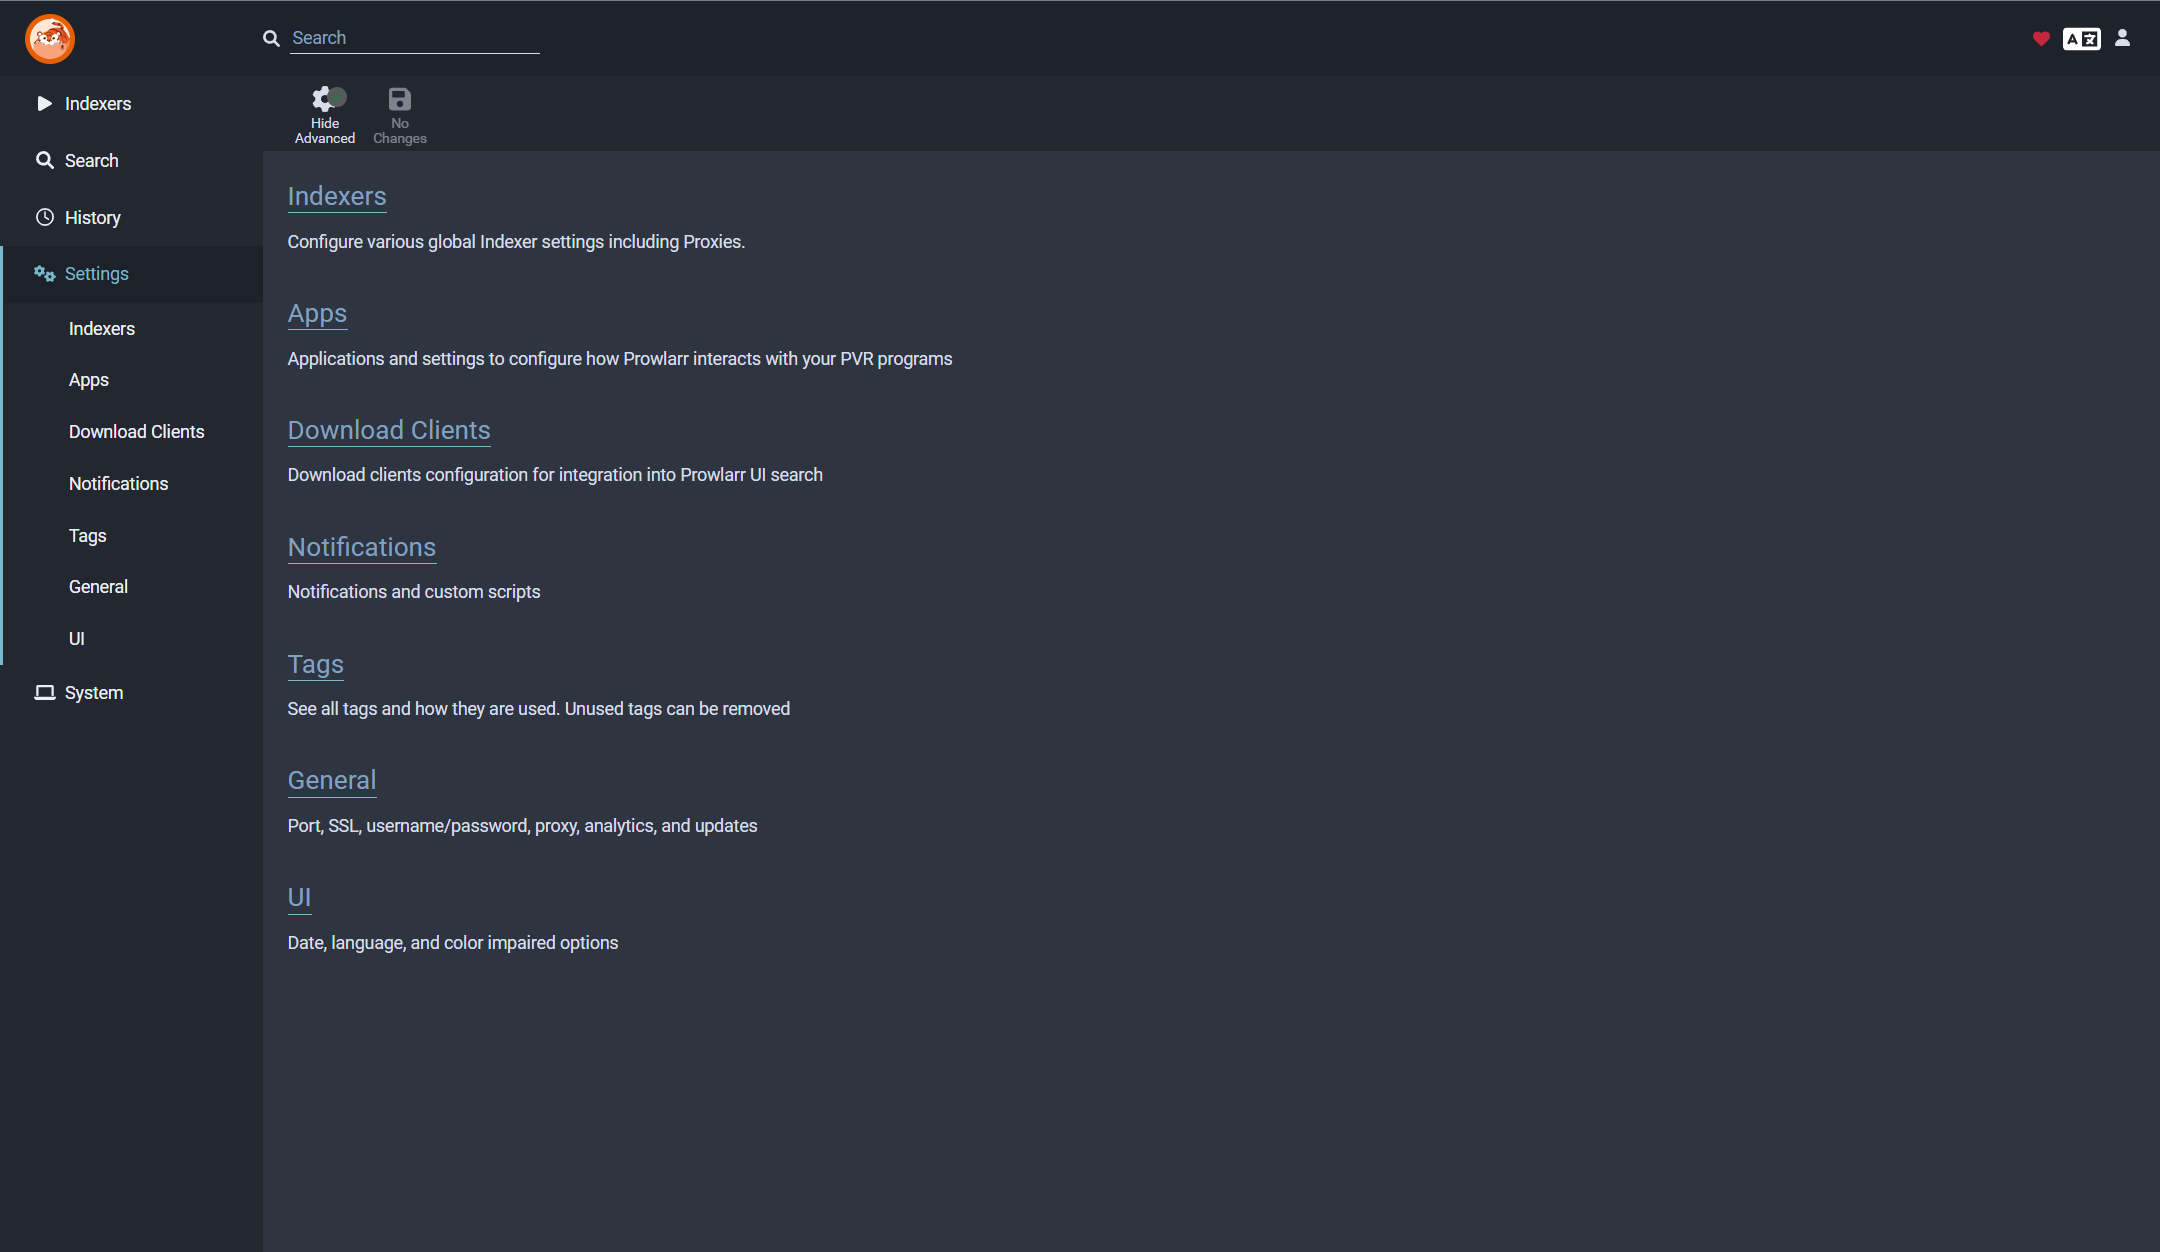 Search
Indexers
Search
History
Settings
Indexers
Apps
Download Clients
Notifications
Tags
General
UI
System
Hide
Advanced
No
Changes
Indexers
Configure various global Indexer settings including Proxies.
Apps
Applications and settings to configure how Prowlarr interacts with your PVR programs
Download Clients
Download clients configuration for integration into Prowlarr UI search
Notifications
Notifications and custom scripts
Tags
See all tags and how they are used. Unused tags can be removed
General
Port, SSL, username/password, proxy, analytics, and updates
UI
Date, language, and color impaired options